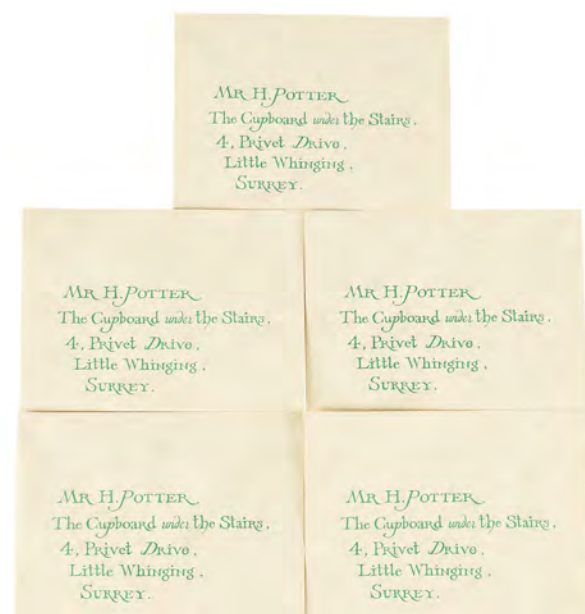 Mr H. Potter
The Cupboard under the Stairs,
4, Privet Drive,
Little Whinging,
Surrey.
Mr H. Potter
The Cupboard under the Stairs,
4, Privet Drive,
Little Whinging,
Surrey.
Mr H. Potter
The Cupboard under the Stairs,
4, Privet Drive,
Little Whinging,
Surrey.
Mr H. Potter
The Cupboard under the Stairs,
4, Privet Drive,
Little Whinging,
Surrey.
Mr H. Potter
The Cupboard under the Stairs,
4, Privet Drive,
Little Whinging,
Surrey.